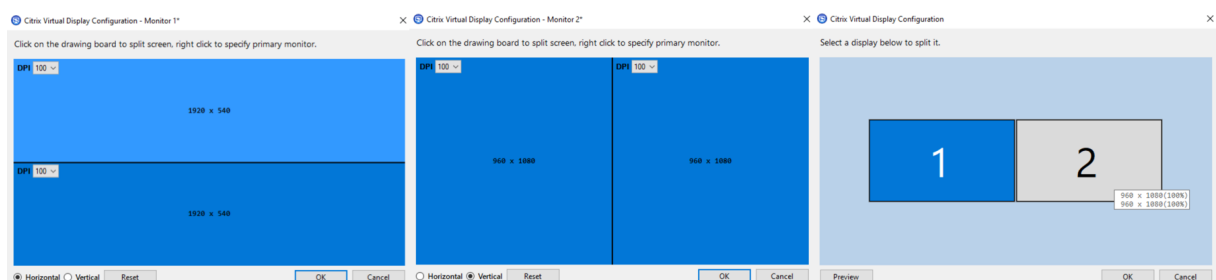 Citrix Virtual Display Configuration - Monitor 1*
Click on the drawing board to split screen, right click to specify primary monitor.
DPI 100
1920 x 540
DPI 100
1920 x 540
Horizontal Vertical Reset OK Cancel
Citrix Virtual Display Configuration - Monitor 2*
Click on the drawing board to split screen, right click to specify primary monitor.
DPI 100 DPI 100
960 x 1080 960 x 1080
Horizontal Vertical Reset OK Cancel
Citrix Virtual Display Configuration
Select a display below to split it.
1 2
960 x 1080(100%)
960 x 1080(100%)
Preview OK Cancel